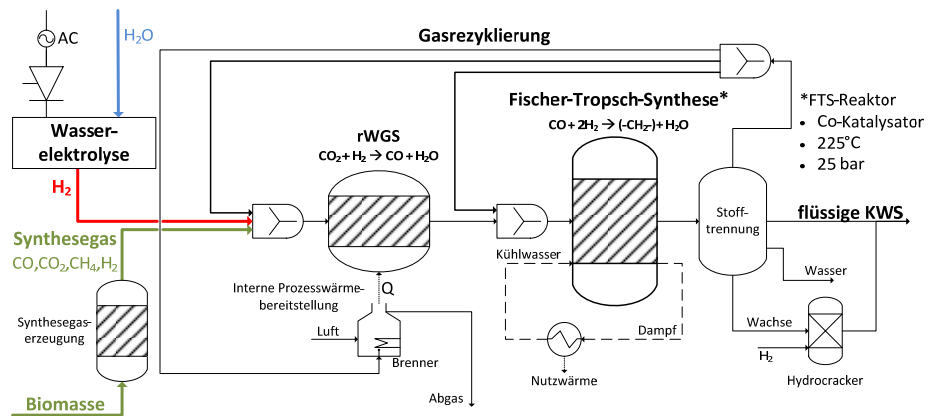 AC
H₂O
Wasser-
elektrolyse
H₂
Synthesegas
CO,CO₂,CH₄,H₂
Synthesegas-
erzeugung
Biomasse
Gasrezyklierung
rWGS
CO₂ + H₂ → CO + H₂O
Interne Prozesswärme-
bereitstellung
Q
Luft
Brenner
Abgas
Fischer-Tropsch-Synthese*
CO + 2H₂ → (-CH₂-) + H₂O
Kühlwasser
Dampf
Nutzwärme
*FTS-Reaktor
• Co-Katalysator
• 225°C
• 25 bar
Stoff-
trennung
flüssige KWS
Wasser
Wachse
H₂
Hydrocracker